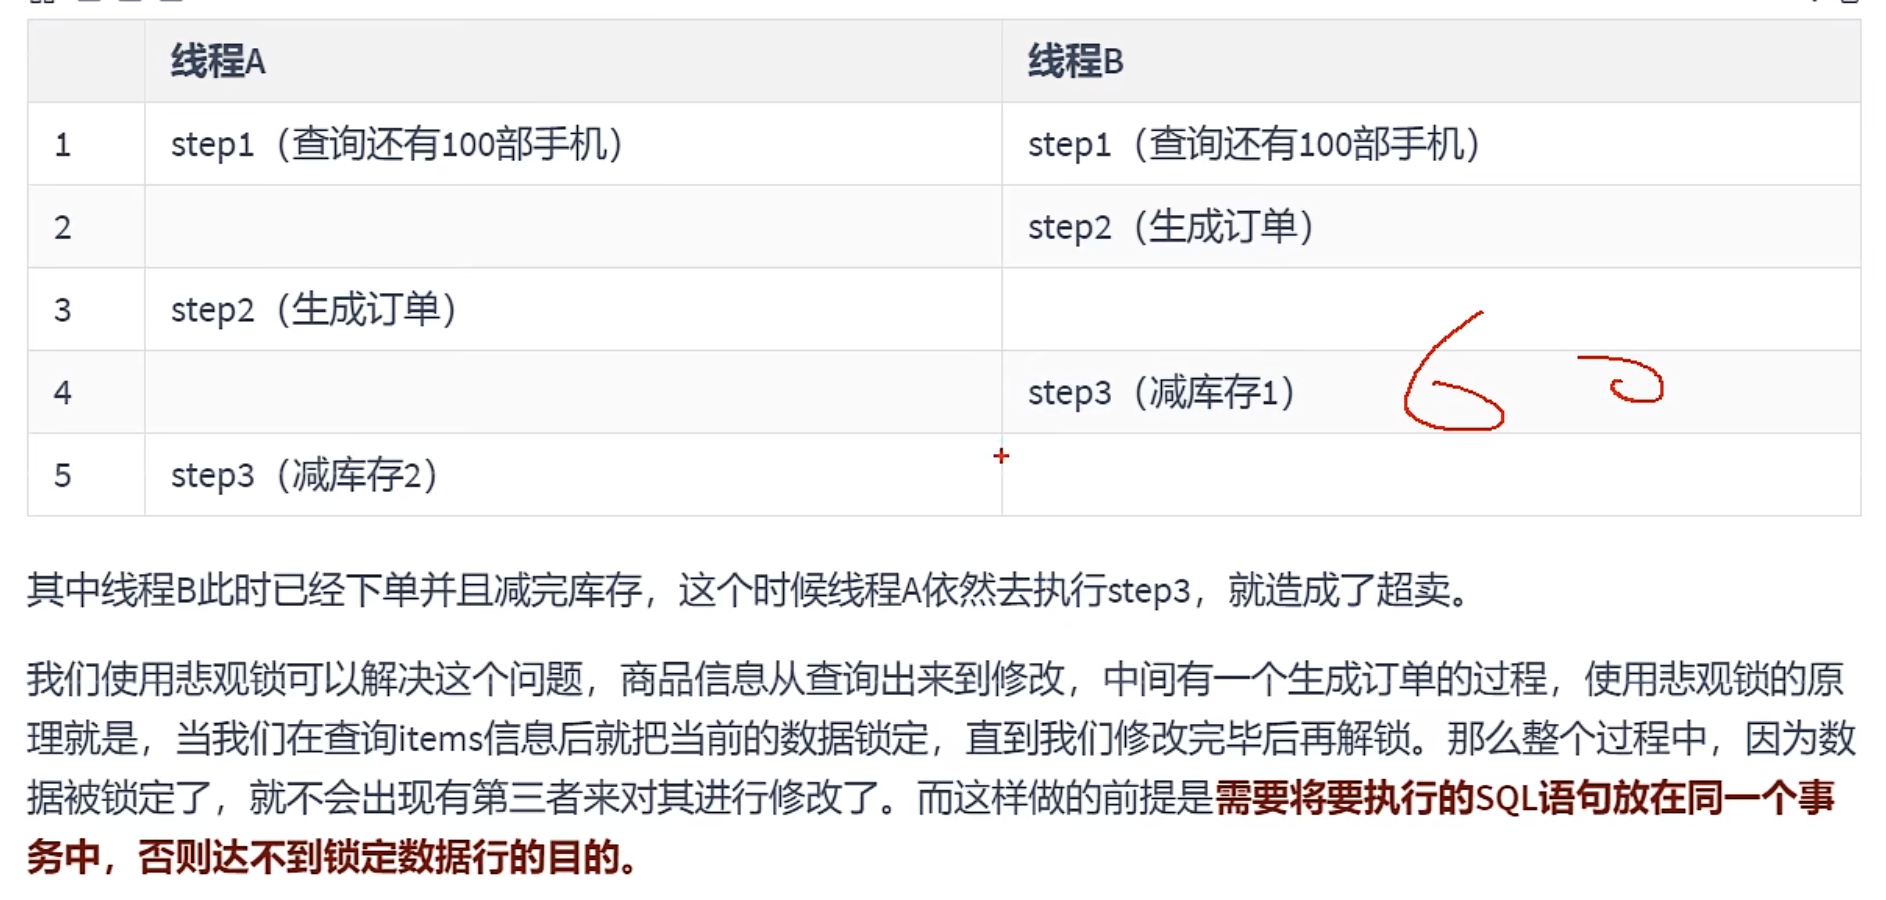 线程A 线程B
1 step1（查询还有100部手机） step1（查询还有100部手机）
2 step2（生成订单）
3 step2（生成订单）
4 step3（减库存1） 60
5 step3（减库存2）
其中线程B此时已经下单并且减完库存，这个时候线程A依然去执行step3，就造成了超卖。
我们使用悲观锁可以解决这个问题，商品信息从查询出来到修改，中间有一个生成订单的过程，使用悲观锁的原
理就是，当我们在查询items信息后就把当前的数据锁定，直到我们修改完毕后再解锁。那么整个过程中，因为数
据被锁定了，就不会出现有第三者来对其进行修改了。而这样做的前提是需要将要执行的SQL语句放在同一个事
务中，否则达不到锁定数据行的目的。